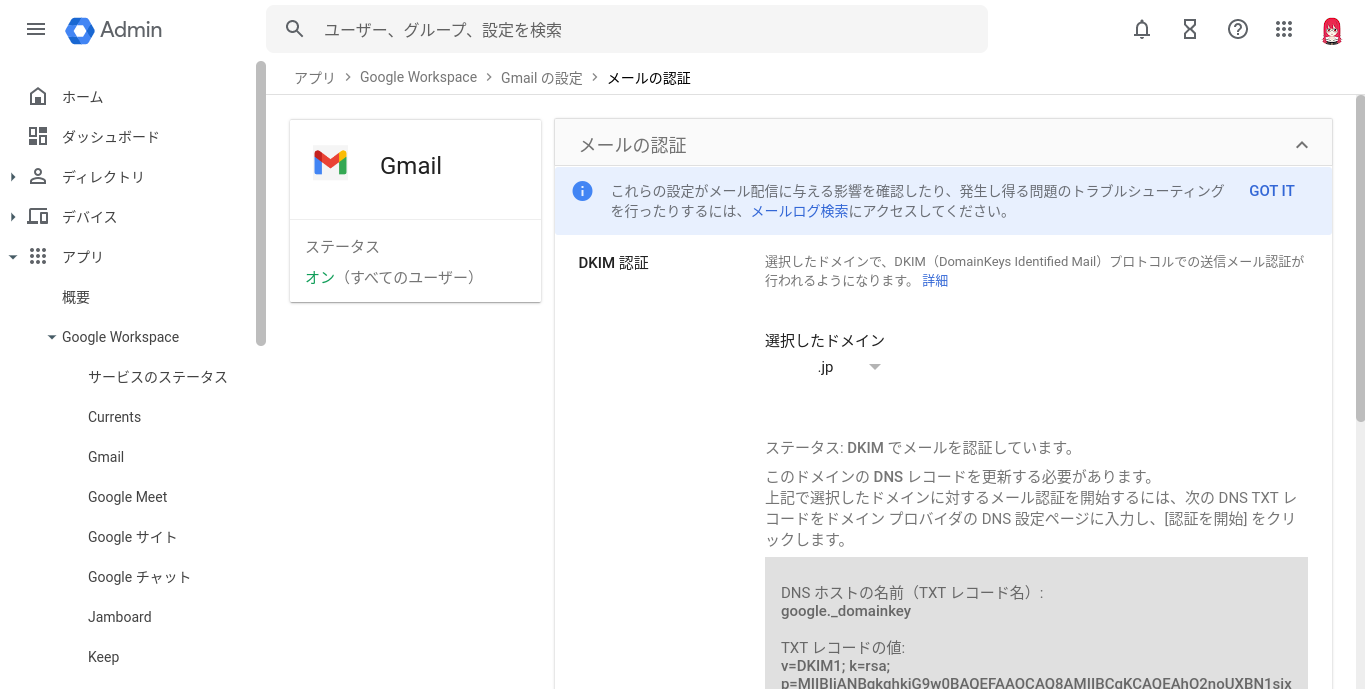 Admin
ユーザー、グループ、設定を検索
アプリ > Google Workspace > Gmail の設定 > メールの認証
ホーム
ダッシュボード
ディレクトリ
デバイス
アプリ
概要
Google Workspace
サービスのステータス
Currents
Gmail
Google Meet
Google サイト
Google チャット
Jamboard
Keep
Gmail
ステータス
オン（すべてのユーザー）
メールの認証
これらの設定がメール配信に与える影響を確認したり、発生し得る問題のトラブルシューティング
を行ったりするには、メールログ検索にアクセスしてください。
GOT IT
DKIM 認証
選択したドメインで、DKIM（DomainKeys Identified Mail）プロトコルでの送信メール認証が
行われるようになります。 詳細
選択したドメイン
.jp
ステータス: DKIM でメールを認証しています。
このドメインの DNS レコードを更新する必要があります。
上記で選択したドメインに対するメール認証を開始するには、次の DNS TXT レ
コードをドメイン プロバイダの DNS 設定ページに入力し、[認証を開始] をクリ
ックします。
DNS ホストの名前（TXT レコード名）:
google._domainkey
TXT レコードの値:
v=DKIM1; k=rsa;
p=MIIBIjANBgkqhkiG9w0BAQEFAAOCAQ8AMIIBCgKCAQEAhO2noUXBN1six